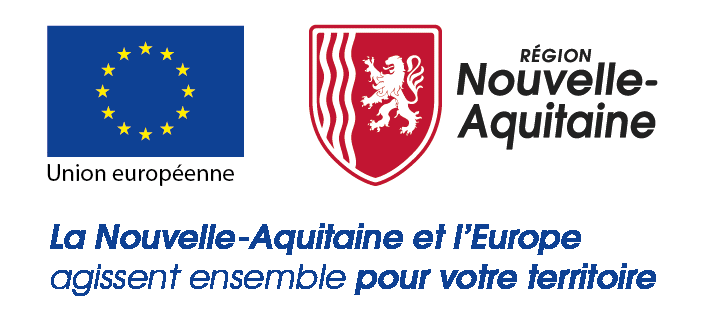 Union européenne
RÉGION
Nouvelle-
Aquitaine
La Nouvelle-Aquitaine et l’Europe
agissent ensemble pour votre territoire